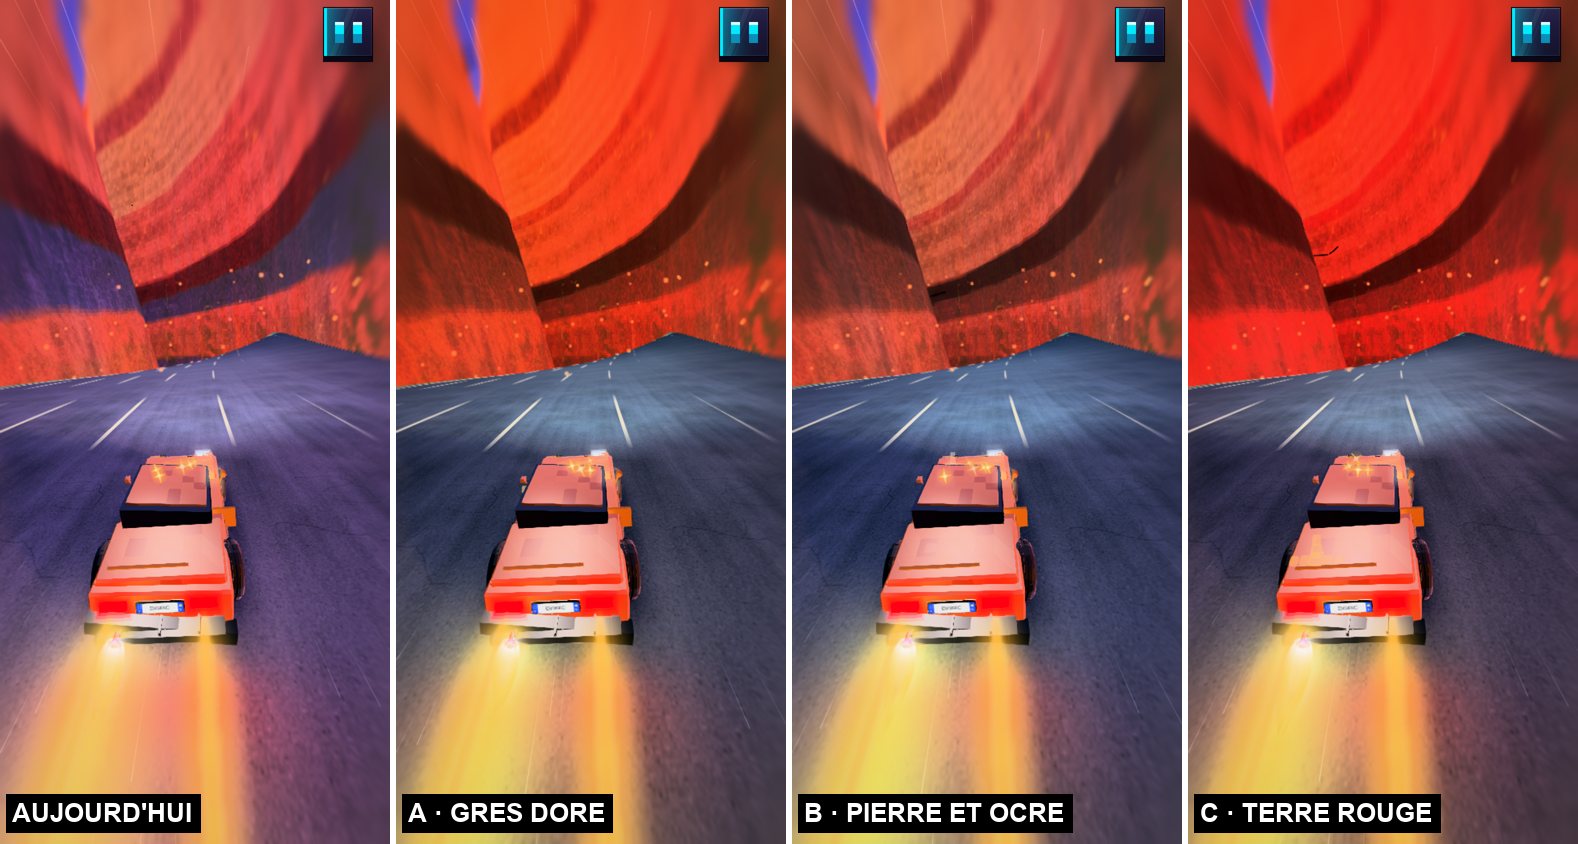 AUJOURD'HUI
A · GRES DORE
B · PIERRE ET OCRE
C · TERRE ROUGE